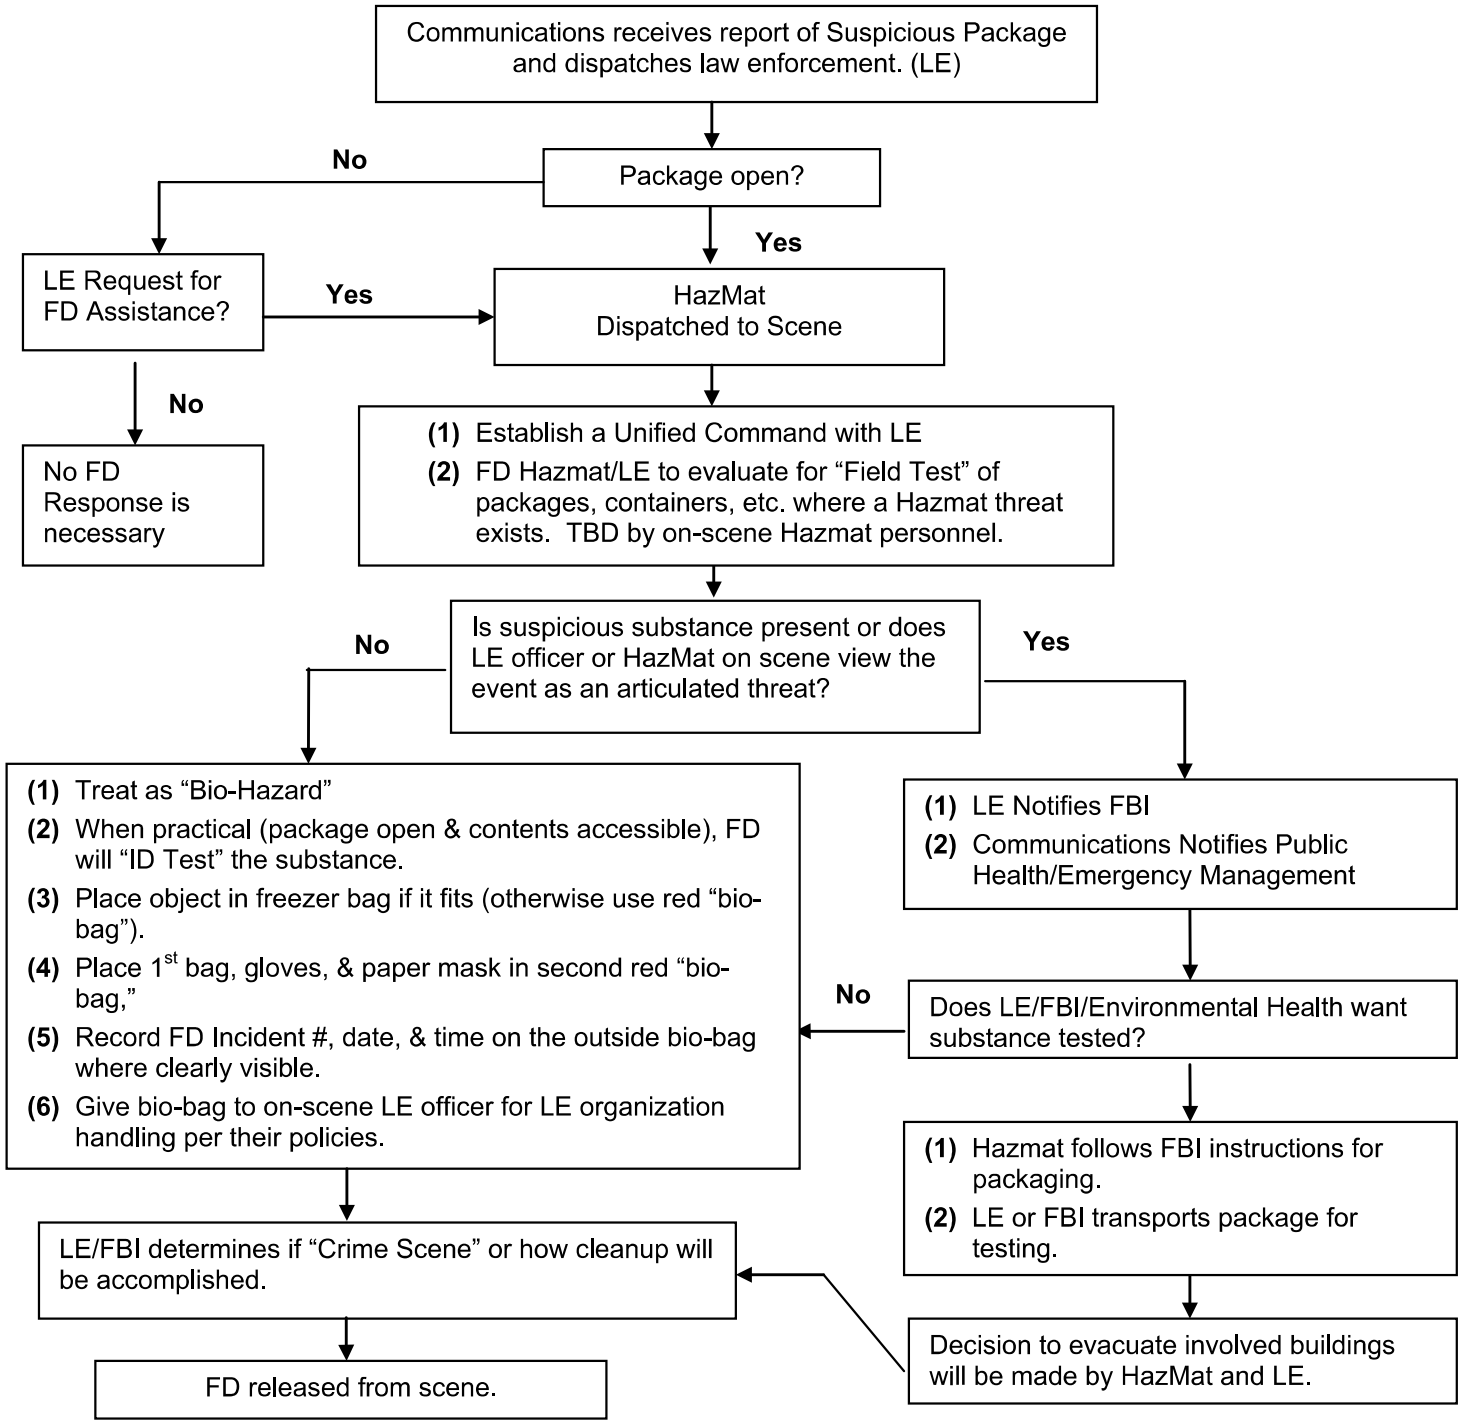 Communications receives report of Suspicious Package
and dispatches law enforcement. (LE)
No
Package open?
Yes
LE Request for
FD Assistance?
Yes
HazMat
Dispatched to Scene
No
No FD
Response is
necessary
(1) Establish a Unified Command with LE
(2) FD Hazmat/LE to evaluate for “Field Test” of
packages, containers, etc. where a Hazmat threat
exists.  TBD by on-scene Hazmat personnel.
No
Is suspicious substance present or does
LE officer or HazMat on scene view the
event as an articulated threat?
Yes
(1) Treat as “Bio-Hazard”
(2) When practical (package open & contents accessible), FD
will “ID Test” the substance.
(3) Place object in freezer bag if it fits (otherwise use red “bio-
bag”).
(4) Place 1st bag, gloves, & paper mask in second red “bio-
bag,”
(5) Record FD Incident #, date, & time on the outside bio-bag
where clearly visible.
(6) Give bio-bag to on-scene LE officer for LE organization
handling per their policies.
(1) LE Notifies FBI
(2) Communications Notifies Public
Health/Emergency Management
No
Does LE/FBI/Environmental Health want
substance tested?
(1) Hazmat follows FBI instructions for
packaging.
(2) LE or FBI transports package for
testing.
LE/FBI determines if “Crime Scene” or how cleanup will
be accomplished.
Decision to evacuate involved buildings
will be made by HazMat and LE.
FD released from scene.